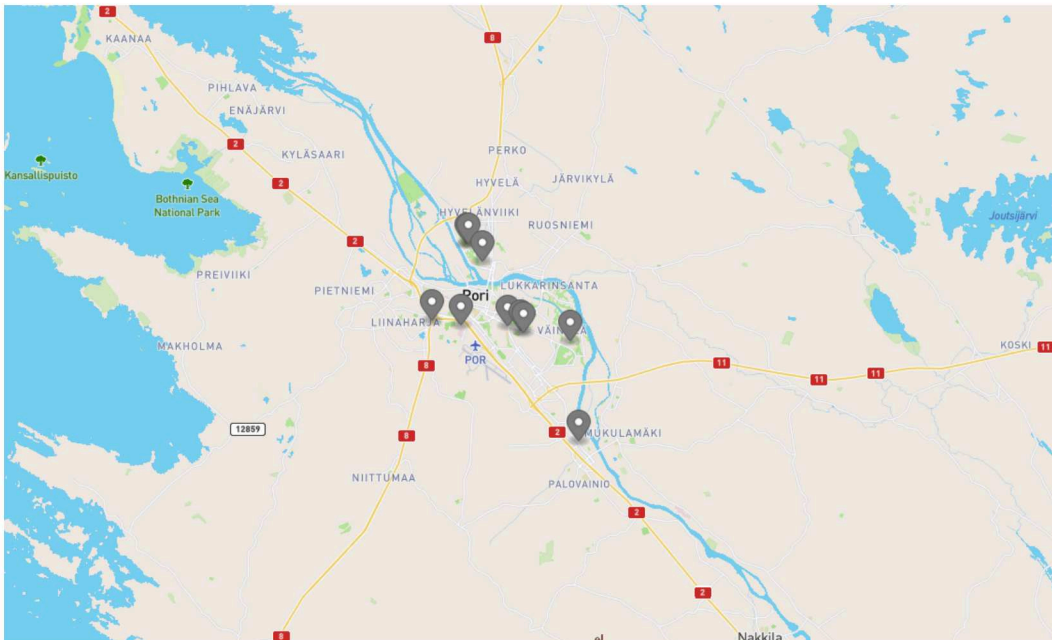 2
KAANAA
8
PIHLAVA
ENÄJÄRVI
2
PERKO
KYLÄSAARI
Kansallispuisto
2
HYVELÄ
JÄRVIKYLÄ
Bothnian Sea
National Park
HYVELÄNVIIKI
Joutsijärvi
RUOSNIEMI
2
PREIVIIKI
LUKKARINSANTA
PIETNIEMI
Pori
LIINAHARJA
MAKHOLMA
KOSKI
11
POR
11
8
11
11
12859
2
MUKULAMÄKI
8
NIITTUMAA
PALOVAINIO
2
2
8
Nakkila